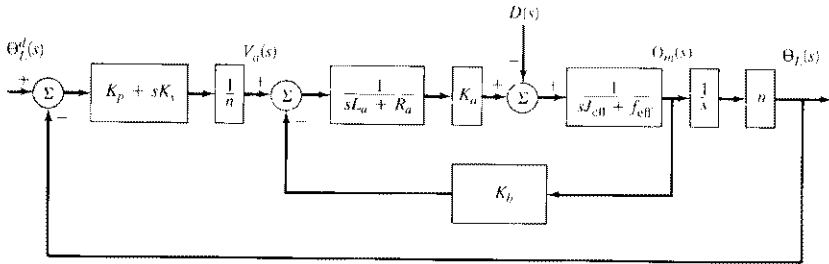 D(s)
Θ_L^d(s)
V_a(s)
Ω_m(s)
Θ_L(s)
+
Σ
−
K_p + sK_v
1/n
+
Σ
−
1/(sL_a + R_a)
K_a
+
−
Σ
+
1/(sJ_eff + f_eff)
1/s
n
K_b